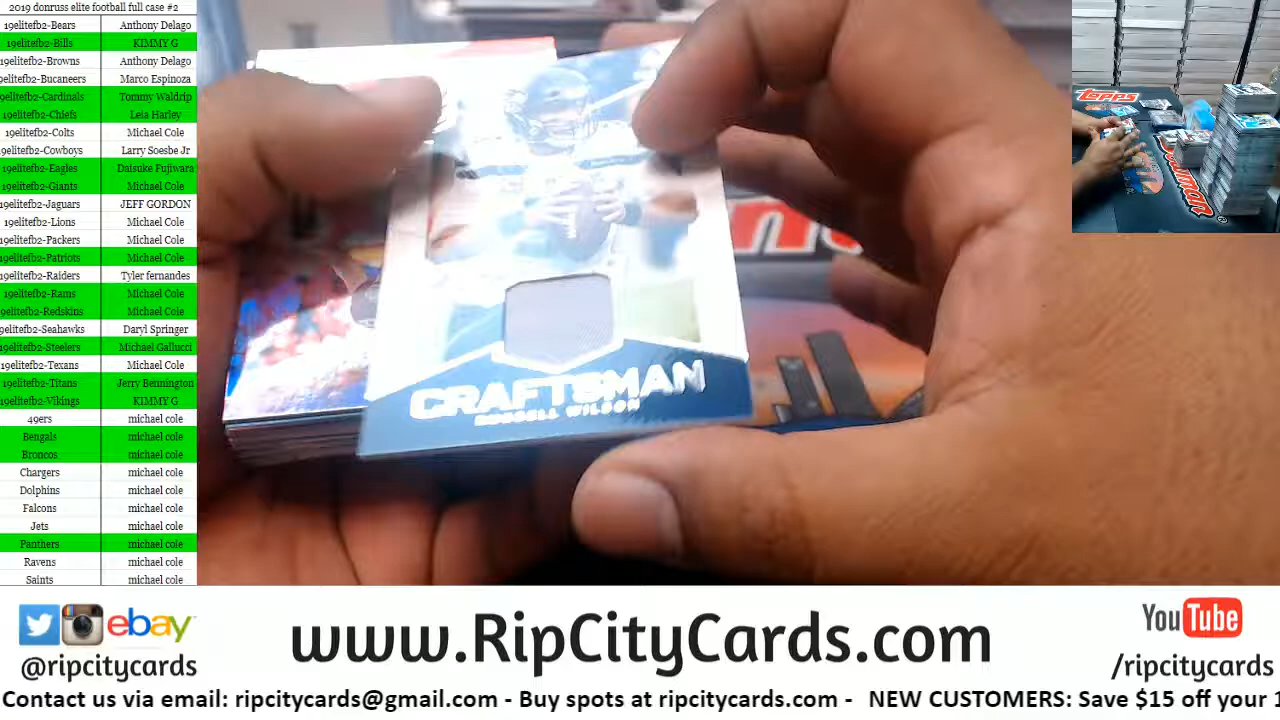 2019 donruss elite football full case #2
19elitefb2-Bears Anthony Delago
19elitefb2-Bills KIMMY G
19elitefb2-Browns Anthony Delago
9elitefb2-Bucaneers Marco Espinoza
9elitefb2-Cardinals Tommy Waldrip
19elitefb2-Chiefs Leia Harley
19elitefb2-Colts Michael Cole
9elitefb2-Cowboys Larry Soesbe Jr
19elitefb2-Eagles Daisuke Fujiwara
19elitefb2-Giants Michael Cole
19elitefb2-Jaguars JEFF GORDON
19elitefb2-Lions Michael Cole
19elitefb2-Packers Michael Cole
19elitefb2-Patriots Michael Cole
19elitefb2-Raiders Tyler fernandes
19elitefb2-Rams Michael Cole
19elitefb2-Redskins Michael Cole
9elitefb2-Seahawks Daryl Springer
19elitefb2-Steelers Michael Gallucci
19elitefb2-Texans Michael Cole
19elitefb2-Titans Jerry Bennington
19elitefb2-Vikings KIMMY G
49ers michael cole
Bengals michael cole
Broncos michael cole
Chargers michael cole
Dolphins michael cole
Falcons michael cole
Jets michael cole
Panthers michael cole
Ravens michael cole
Saints michael cole
CRAFTSMAN
RUSSELL WILSON
Topps
ebay
@ripcitycards
www.RipCityCards.com
YouTube
/ripcitycards
Contact us via email: ripcitycards@gmail.com - Buy spots at ripcitycards.com - NEW CUSTOMERS: Save $15 off your 1